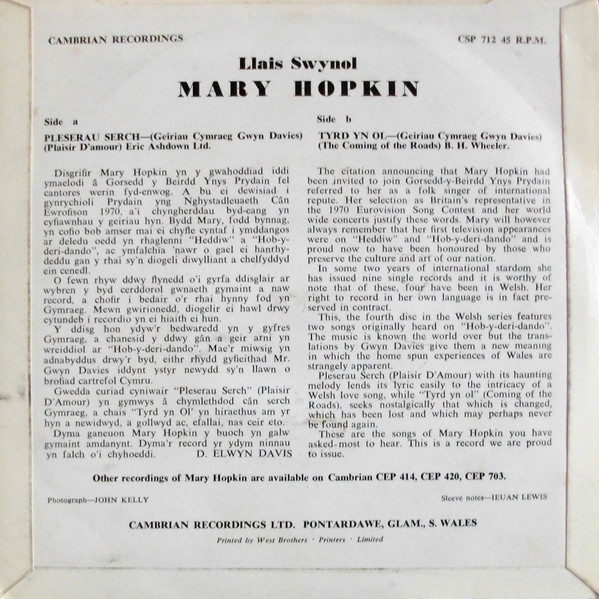 CAMBRIAN RECORDINGS
CSP 712 45 R.P.M.
Llais Swynol
MARY HOPKIN
Side a
PLESERAU SERCH—(Geiriau Cymraeg Gwyn Davies)
(Plaisir D'amour) Eric Ashdown Ltd.
Disgrifir Mary Hopkin yn y gwahoddiad iddi
ymaelodi â Gorsedd y Beirdd Ynys Prydain fel
cantores werin fyd-enwog. A bu ei dewisiad i
gynrychioli Prydain yng Nghystadleuaeth Cân
Ewrofision 1970, a'i chyngherddau byd-eang yn
cyfiawnhau y geiriau hyn. Bydd Mary, fodd bynnag,
yn cofio bob amser mai ei chyfle cyntaf i ymddangos
ar deledu oedd yn rhaglenni "Heddiw" a "Hob-y-
deri-dando", ac ymfalchia 'nawr o gael ei hanrhy-
deddu gan y rhai sy'n diogeli diwylliant a chelfyddyd
ein cenedl.
O fewn rhyw ddwy flynedd o'i gyrfa ddisglair ar
wybren y byd cerddorol gwnaeth gymaint a naw
record, a chofir i bedair o'r rhai hynny fod yn
Gymraeg. Mewn gwirionedd, diogelir ei hawl drwy
cytundeb i recordio yn ei hiaith ei hun.
Y ddisg hon ydyw'r bedwaredd yn y gyfres
Gymraeg, a chanesid y ddwy gân a geir arni yn
wreiddiol ar "Hob-y-deri-dando". Mae'r miwsig yn
adnabyddus drwy'r byd, eithr rhydd gyfieithad Mr.
Gwyn Davies iddynt ystyr newydd sy'n llawn o
brofiad cartrefol Cymru.
Gwedda curiad cyniwair "Pleserau Serch" (Plaisir
D'amour) yn gymwys â chymlethdod cân serch
Gymraeg, a chais "Tyrd yn Ol" yn hiraethus am yr
hyn a newidwyd, a gollwyd ac, efallai, nas ceir eto.
Dyma ganeuon Mary Hopkin y buoch yn galw
gymaint amdanynt. Dyma'r record yr ydym ninnau
yn falch o'i chyhoeddi. D. ELWYN DAVIS
Side b
TYRD YN OL—(Geiriau Cymraeg Gwyn Davies)
(The Coming of the Roads) B. H. Wheeler.
The citation announcing that Mary Hopkin had
been invited to join Gorsedd-y-Beirdd Ynys Prydain
referred to her as a folk singer of international
repute. Her selection as Britain's representative in
the 1970 Eurovision Song Contest and her world
wide concerts justify these words. Mary will however
always remember that her first television appearances
were on "Heddiw" and "Hob-y-deri-dando" and is
proud now to have been honoured by those who
preserve the culture and art of our nation.
In some two years of international stardom she
has issued nine single records and it is worthy of
note that of these, four have been in Welsh. Her
right to record in her own language is in fact pre-
served in contract.
This, the fourth disc in the Welsh series features
two songs originally heard on "Hob-y-deri-dando".
The music is known the world over but the trans-
lations by Gwyn Davies give them a new meaning
in which the home spun experiences of Wales are
strangely apparent.
Pleserau Serch (Plaisir D'Amour) with its haunting
melody lends its lyric easily to the intricacy of a
Welsh love song, while "Tyrd yn ol" (Coming of the
Roads), seeks nostalgically that which is changed,
which has been lost and which may perhaps never
be found again.
These are the songs of Mary Hopkin you have
asked-most to hear. This is a record we are proud
to issue.
Other recordings of Mary Hopkin are available on Cambrian CEP 414, CEP 420, CEP 703.
Photograph—JOHN KELLY
Sleeve notes—IEUAN LEWIS
CAMBRIAN RECORDINGS LTD. PONTARDAWE, GLAM., S. WALES
Printed by West Brothers · Printers · Limited